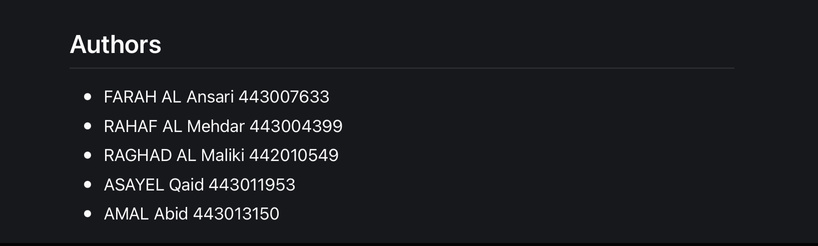 Authors
FARAH AL Ansari 443007633
RAHAF AL Mehdar 443004399
RAGHAD AL Maliki 442010549
ASAYEL Qaid 443011953
AMAL Abid 443013150